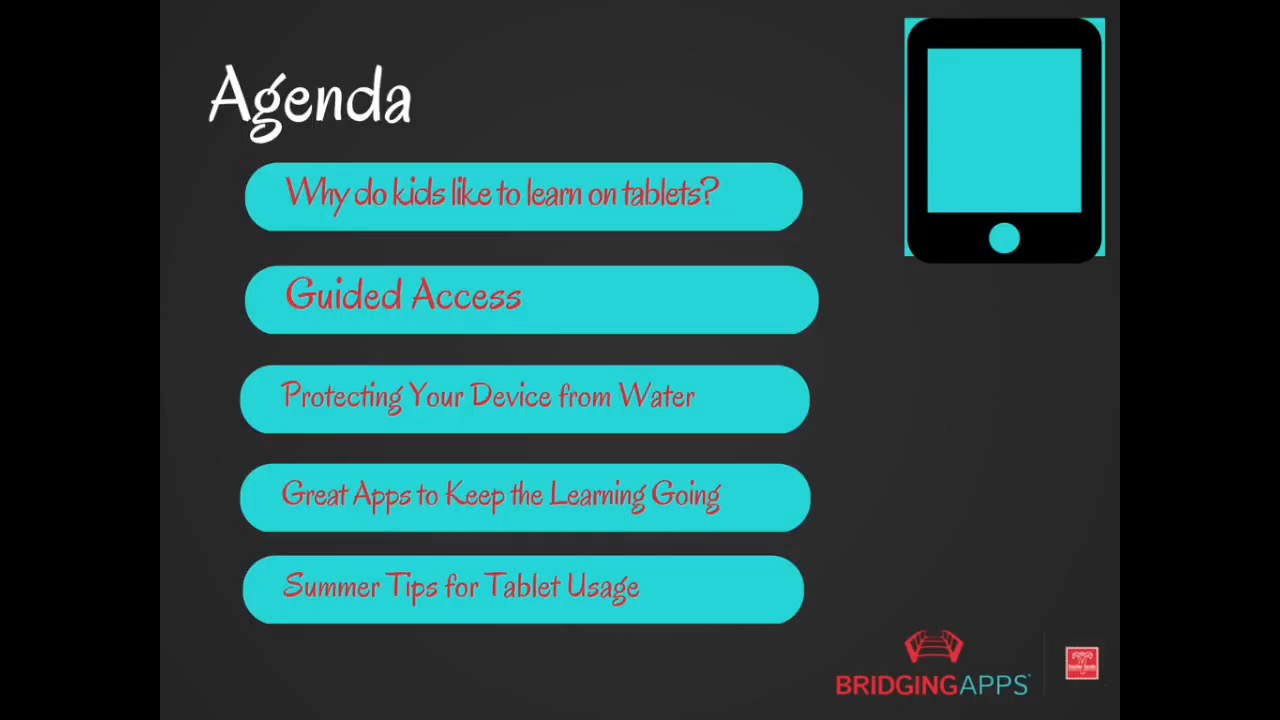 Agenda
Why do kids like to learn on tablets?
Guided Access
Protecting Your Device from Water
Great Apps to Keep the Learning Going
Summer Tips for Tablet Usage
BRIDGINGAPPS